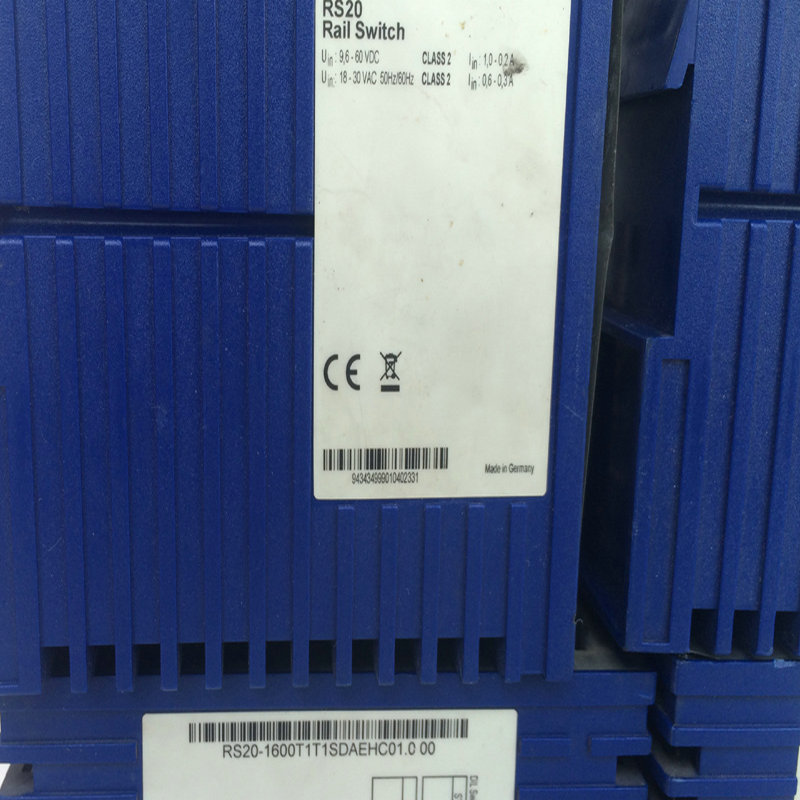 RS20
Rail Switch
Uin: 9,6 - 60 VDC CLASS 2 Iin: 1,0 - 0,2 A
Uin: 18 - 30 VAC 50Hz/60Hz CLASS 2 Iin: 0,6 - 0,3 A
CE
943434999010402331
Made in Germany
RS20-1600T1T1SDAEHC01.0 00